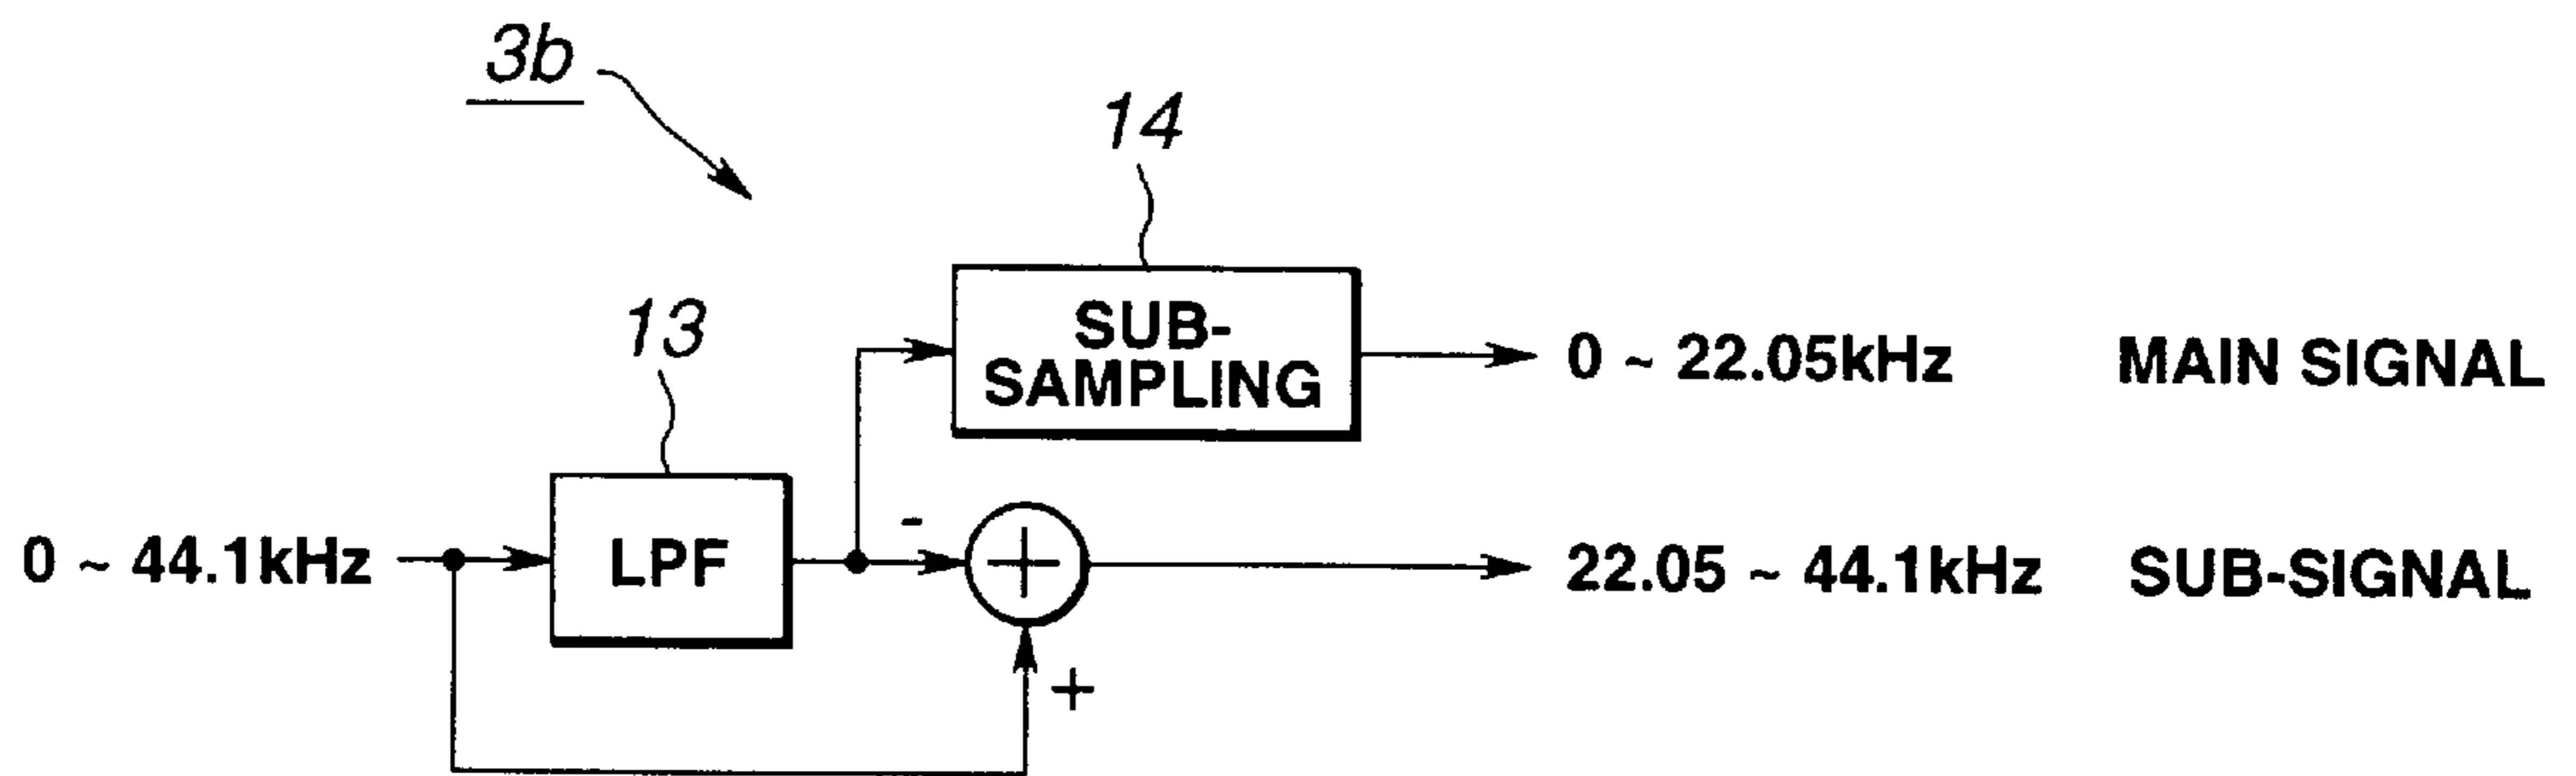 3b
14
13
SUB-
SAMPLING
0 ~ 22.05kHz MAIN SIGNAL
0 ~ 44.1kHz
LPF
-
+
22.05 ~ 44.1kHz SUB-SIGNAL
+